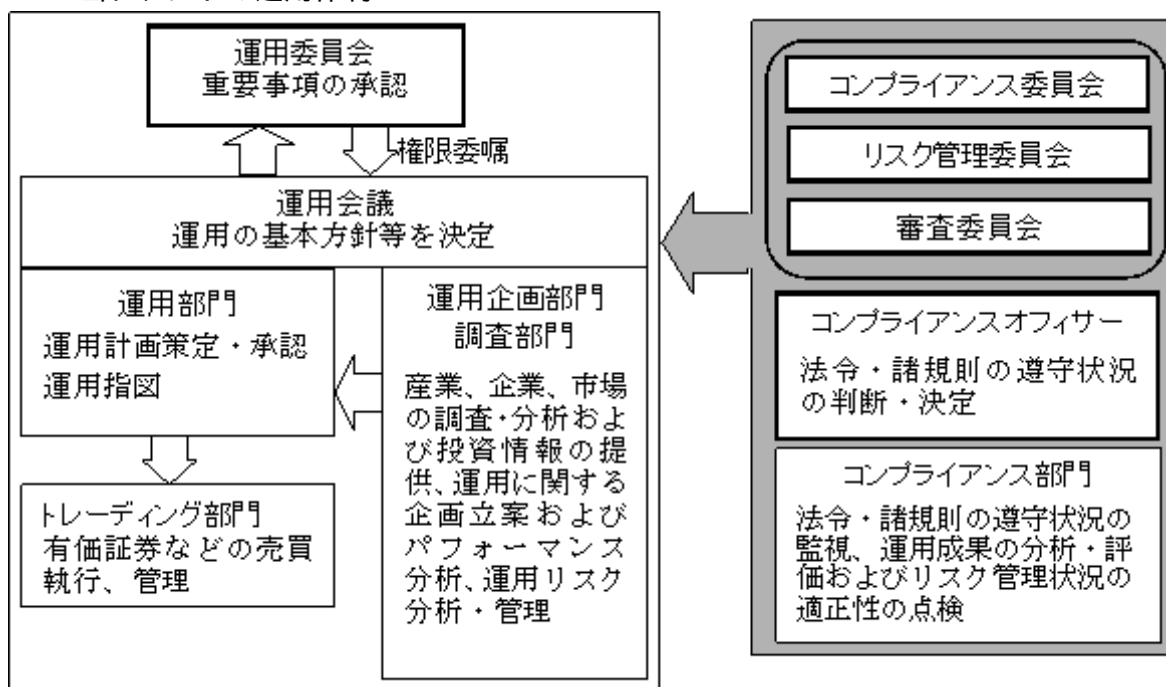 運用委員会
重要事項の承認
権限委嘱
運用会議
運用の基本方針等を決定
運用部門
運用計画策定・承認
運用指図
トレーディング部門
有価証券などの売買
執行、管理
運用企画部門
調査部門
産業、企業、市場
の調査・分析およ
び投資情報の提
供、運用に関する
企画立案および
パフォーマンス
分析、運用リスク
分析・管理
コンプライアンス委員会
リスク管理委員会
審査委員会
コンプライアンスオフィサー
法令・諸規則の遵守状況
の判断・決定
コンプライアンス部門
法令・諸規則の遵守状況の
監視、運用成果の分析・評
価およびリスク管理状況の
適正性の点検